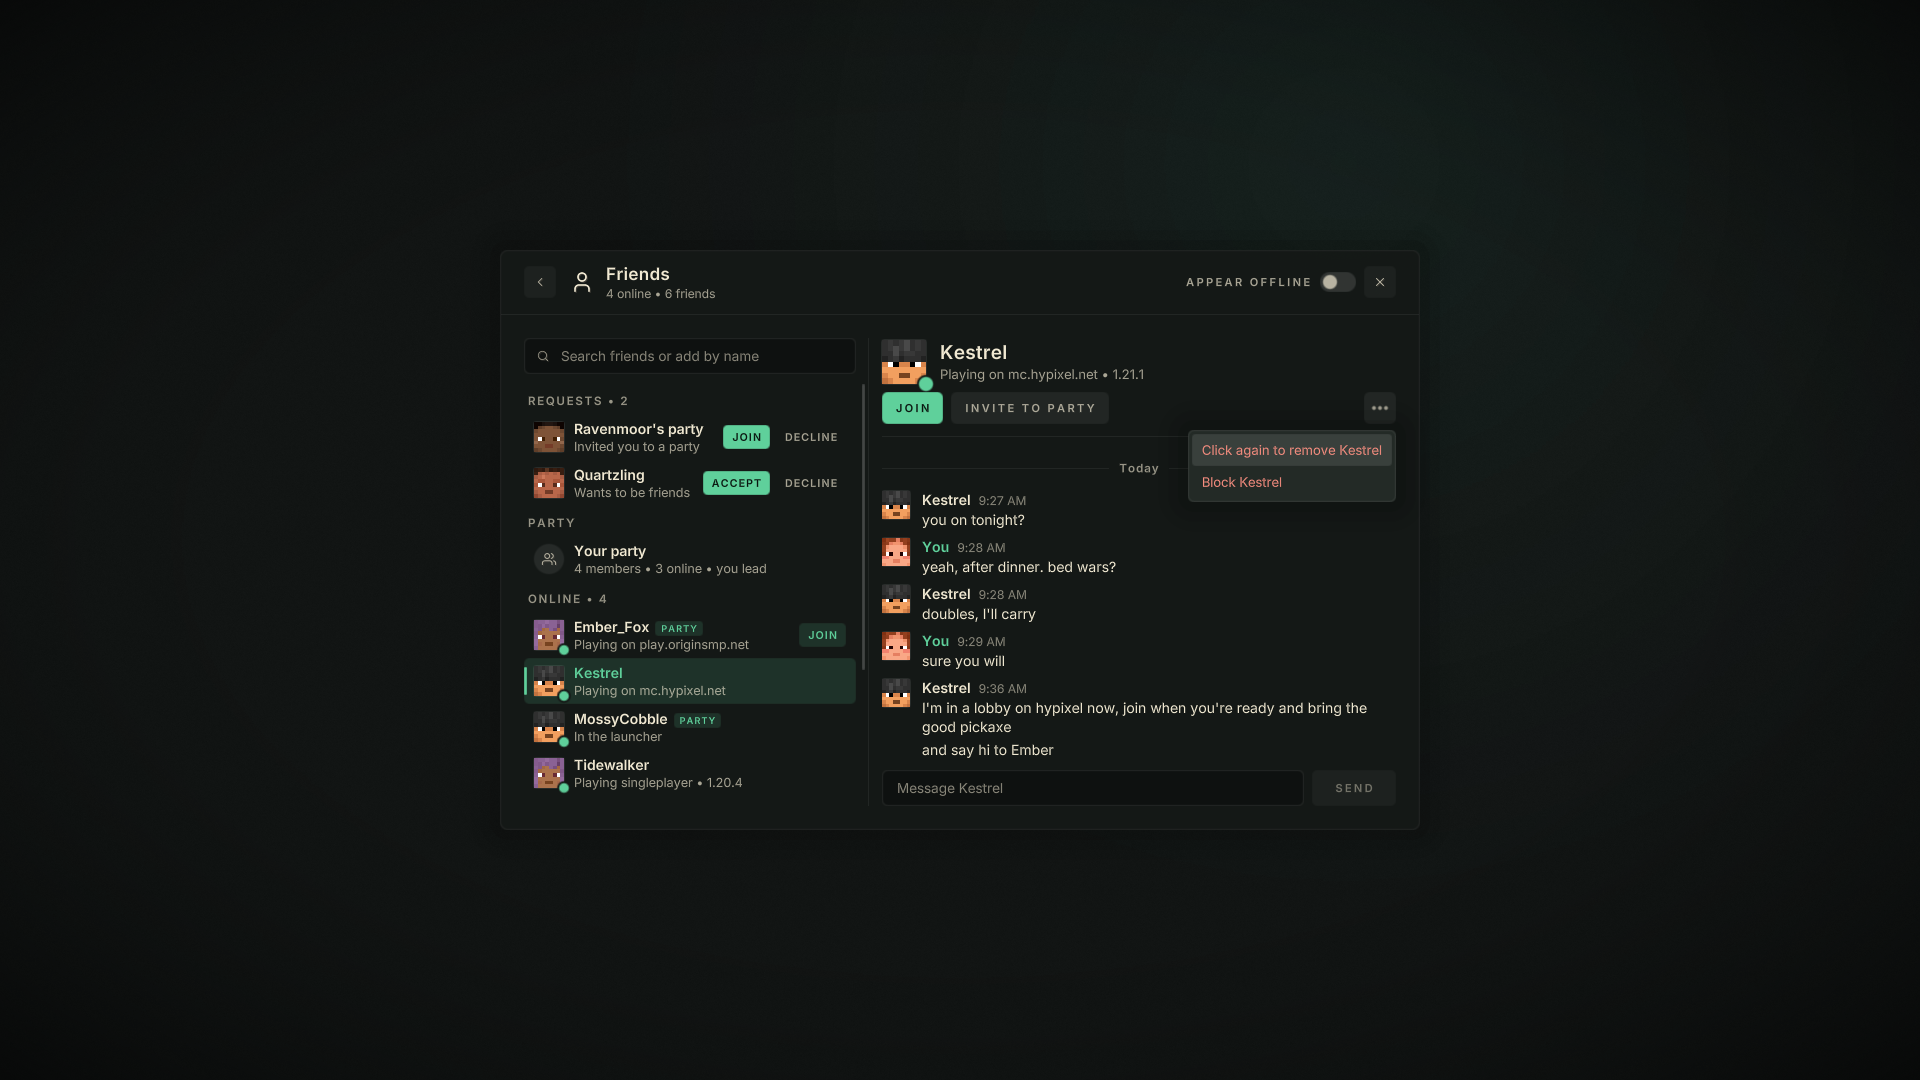 Friends
4 online • 6 friends
APPEAR OFFLINE
Search friends or add by name
REQUESTS • 2
Ravenmoor's party
Invited you to a party
JOIN
DECLINE
Quartzling
Wants to be friends
ACCEPT
DECLINE
PARTY
Your party
4 members • 3 online • you lead
ONLINE • 4
Ember_Fox PARTY
Playing on play.originsmp.net
JOIN
Kestrel
Playing on mc.hypixel.net
MossyCobble PARTY
In the launcher
Tidewalker
Playing singleplayer • 1.20.4
Kestrel
Playing on mc.hypixel.net • 1.21.1
JOIN
INVITE TO PARTY
Click again to remove Kestrel
Block Kestrel
Today
Kestrel 9:27 AM
you on tonight?
You 9:28 AM
yeah, after dinner. bed wars?
Kestrel 9:28 AM
doubles, I'll carry
You 9:29 AM
sure you will
Kestrel 9:36 AM
I'm in a lobby on hypixel now, join when you're ready and bring the
good pickaxe
and say hi to Ember
Message Kestrel
SEND